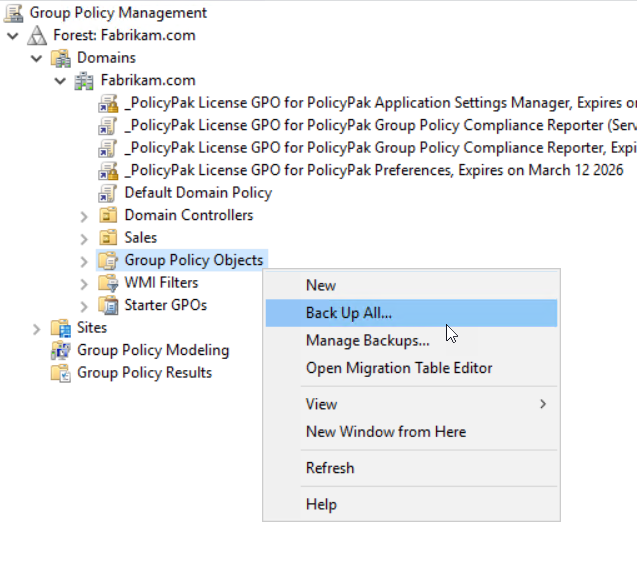 Group Policy Management
Forest: Fabrikam.com
Domains
Fabrikam.com
_PolicyPak License GPO for PolicyPak Application Settings Manager, Expires
_PolicyPak License GPO for PolicyPak Group Policy Compliance Reporter
_PolicyPak License GPO for PolicyPak Group Policy Compliance Reporter,
_PolicyPak License GPO for PolicyPak Preferences, Expires on March 12 2026
Default Domain Policy
Domain Controllers
Sales
Group Policy Objects
WMI Filters
Starter GPOs
Sites
Group Policy Modeling
Group Policy Results
New
Back Up All...
Manage Backups...
Open Migration Table Editor
View
New Window from Here
Refresh
Help